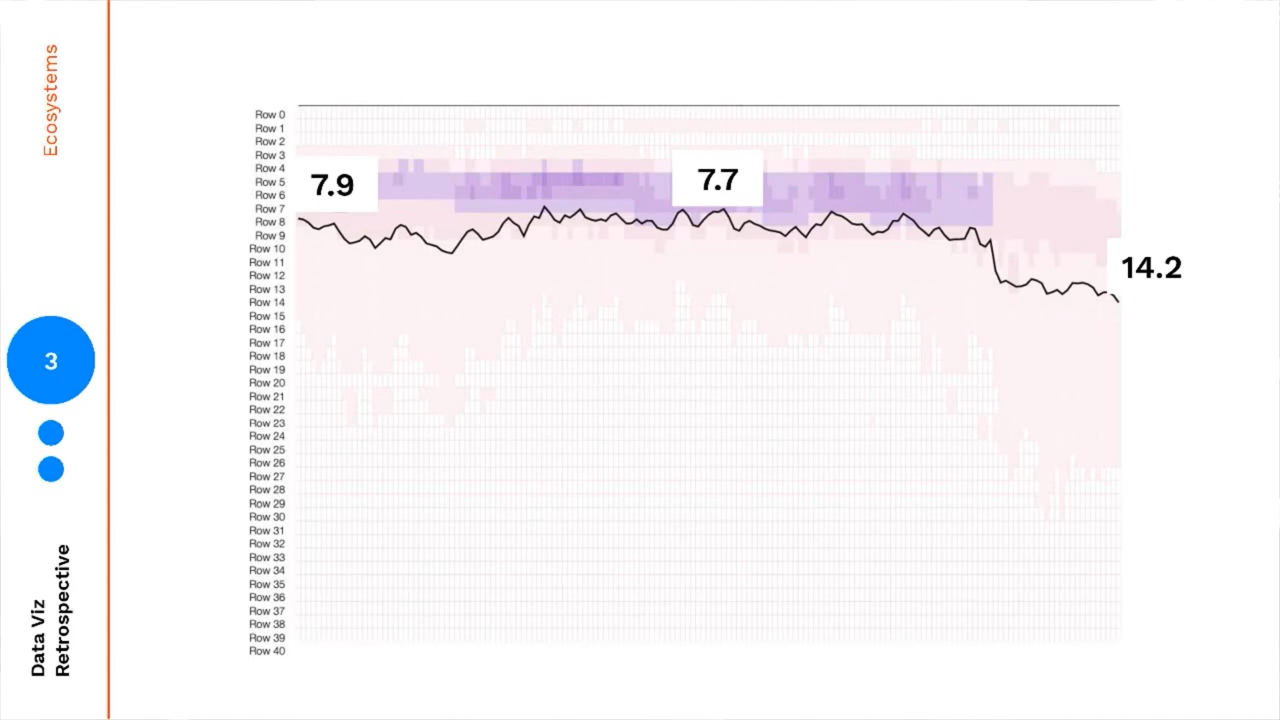 Ecosystems
3
Data Viz
Retrospective
Row 0
Row 1
Row 2
Row 3
Row 4
Row 5
Row 6
Row 7
Row 8
Row 9
Row 10
Row 11
Row 12
Row 13
Row 14
Row 15
Row 16
Row 17
Row 18
Row 19
Row 20
Row 21
Row 22
Row 23
Row 24
Row 25
Row 26
Row 27
Row 28
Row 29
Row 30
Row 31
Row 32
Row 33
Row 34
Row 35
Row 36
Row 37
Row 38
Row 39
Row 40
7.9
7.7
14.2